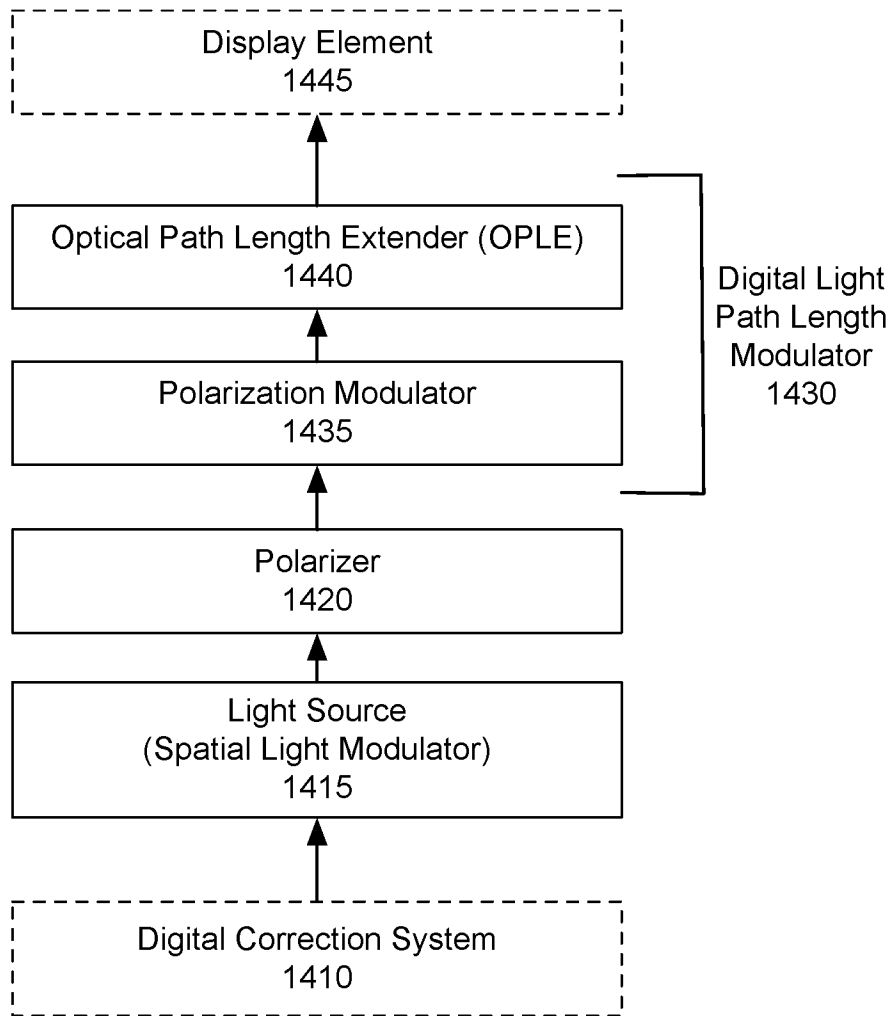 Display Element
1445
Optical Path Length Extender (OPLE)
1440
Digital Light
Path Length
Modulator
1430
Polarization Modulator
1435
Polarizer
1420
Light Source
(Spatial Light Modulator)
1415
Digital Correction System
1410